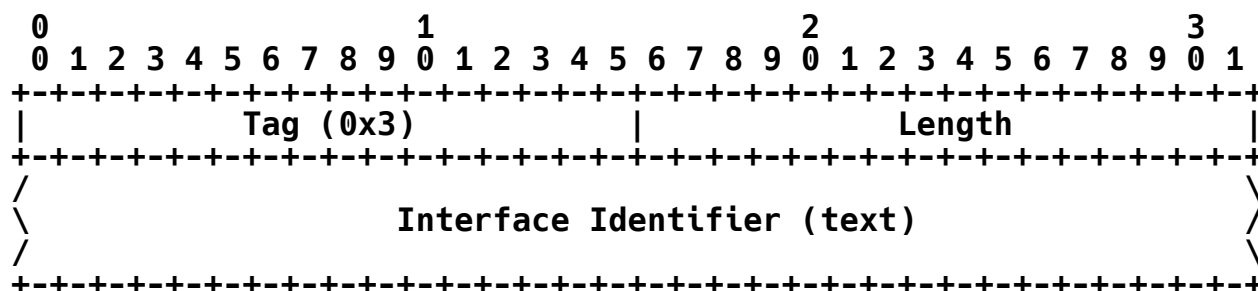 0                   1                   2                   3
 0 1 2 3 4 5 6 7 8 9 0 1 2 3 4 5 6 7 8 9 0 1 2 3 4 5 6 7 8 9 0 1
+-+-+-+-+-+-+-+-+-+-+-+-+-+-+-+-+-+-+-+-+-+-+-+-+-+-+-+-+-+-+-+-+
|           Tag (0x3)           |             Length            |
+-+-+-+-+-+-+-+-+-+-+-+-+-+-+-+-+-+-+-+-+-+-+-+-+-+-+-+-+-+-+-+-+
/                                                               \
\                   Interface Identifier (text)                 /
/                                                               \
+-+-+-+-+-+-+-+-+-+-+-+-+-+-+-+-+-+-+-+-+-+-+-+-+-+-+-+-+-+-+-+-+